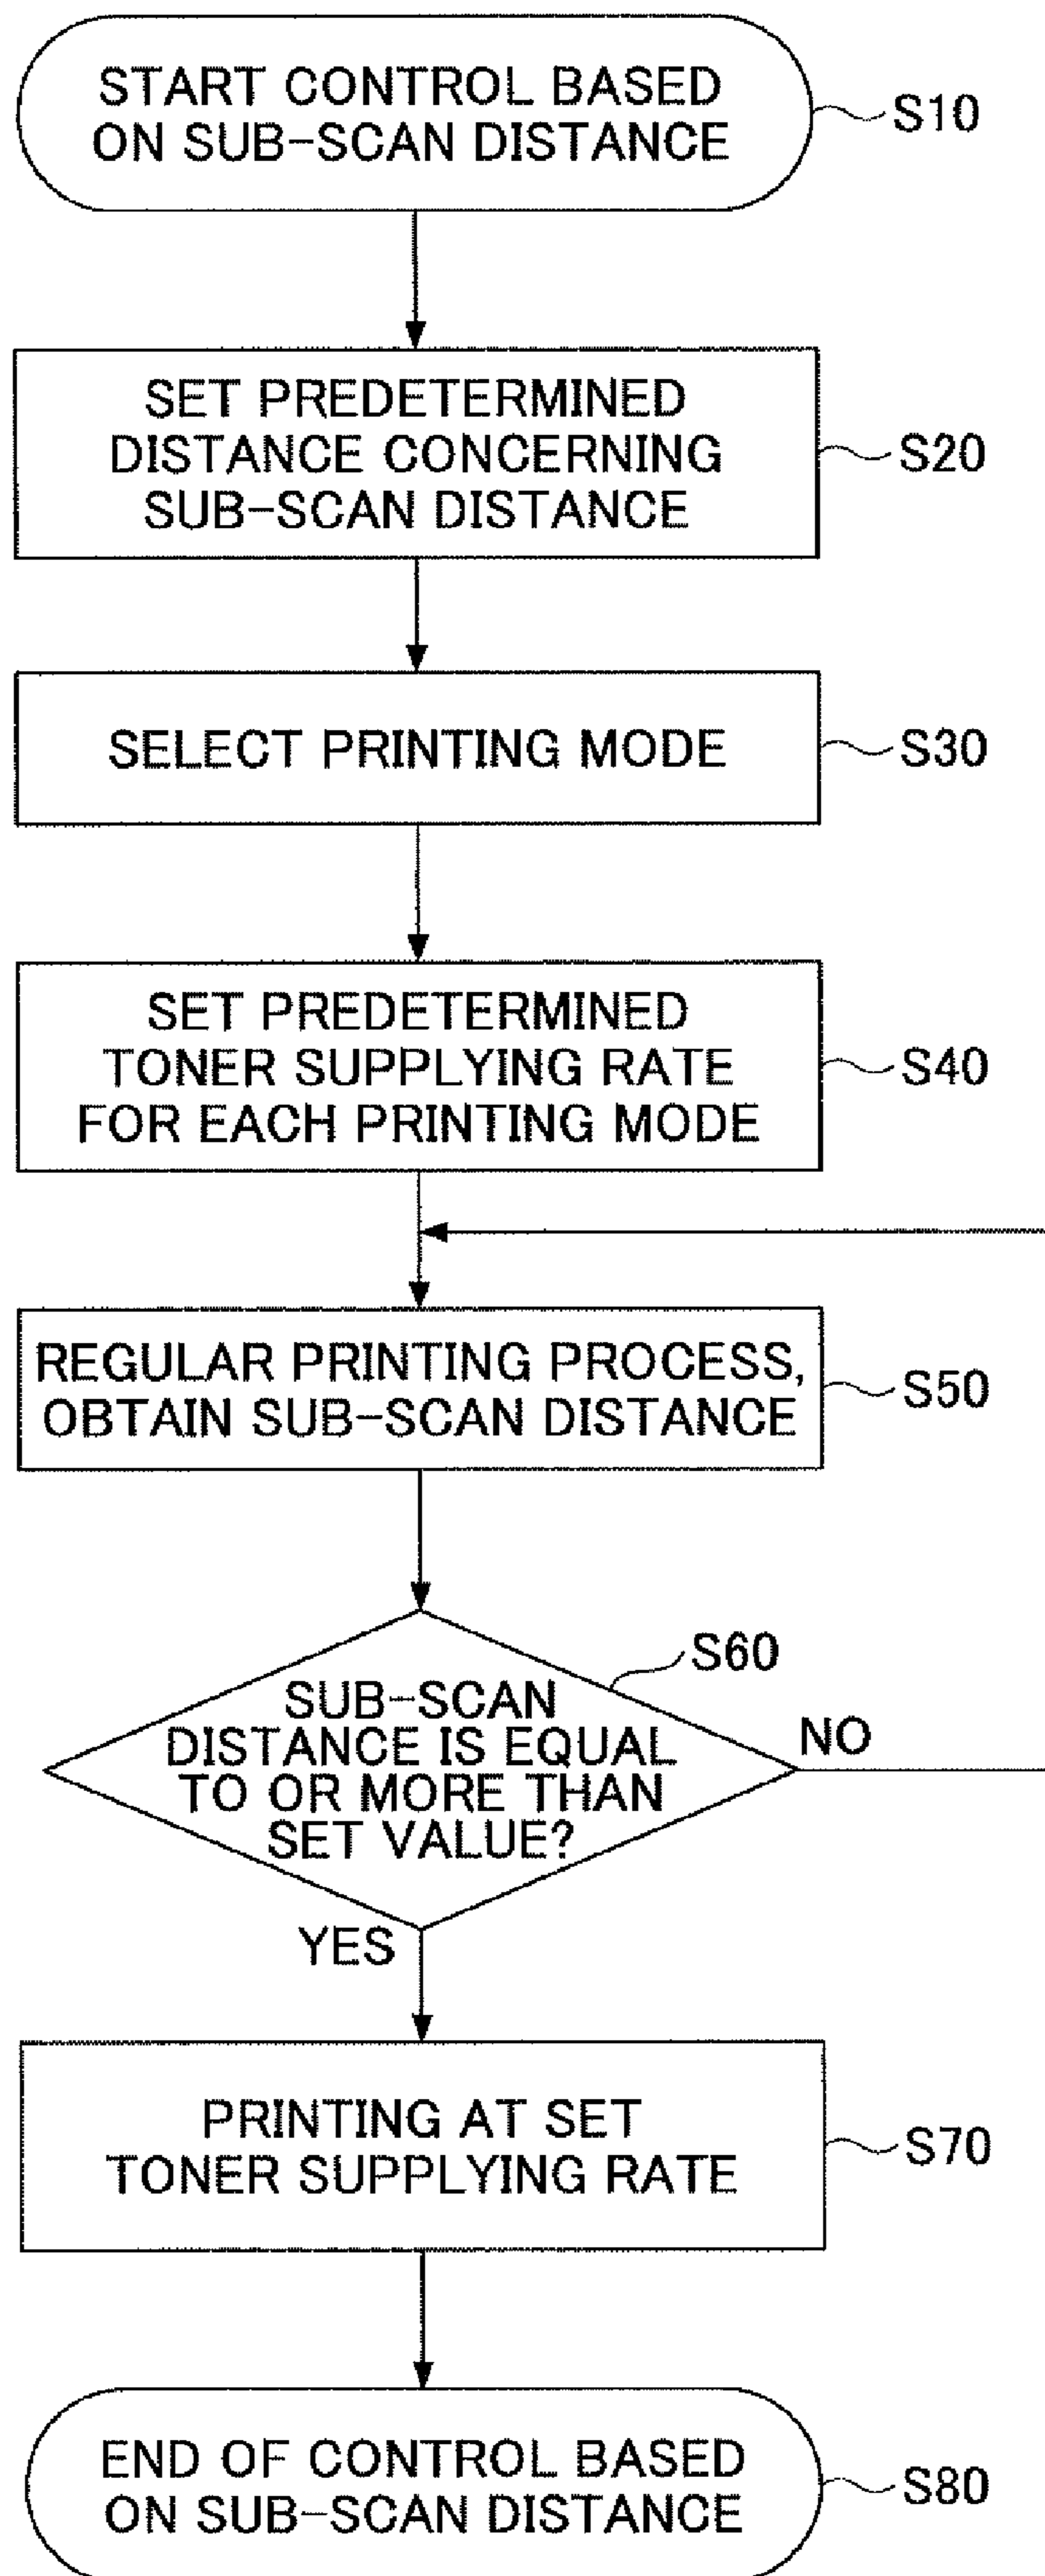 START CONTROL BASED
ON SUB-SCAN DISTANCE
S10
SET PREDETERMINED
DISTANCE CONCERNING
SUB-SCAN DISTANCE
S20
SELECT PRINTING MODE
S30
SET PREDETERMINED
TONER SUPPLYING RATE
FOR EACH PRINTING MODE
S40
REGULAR PRINTING PROCESS,
OBTAIN SUB-SCAN DISTANCE
S50
S60
SUB-SCAN
DISTANCE IS EQUAL
TO OR MORE THAN
SET VALUE?
NO
YES
PRINTING AT SET
TONER SUPPLYING RATE
S70
END OF CONTROL BASED
ON SUB-SCAN DISTANCE
S80